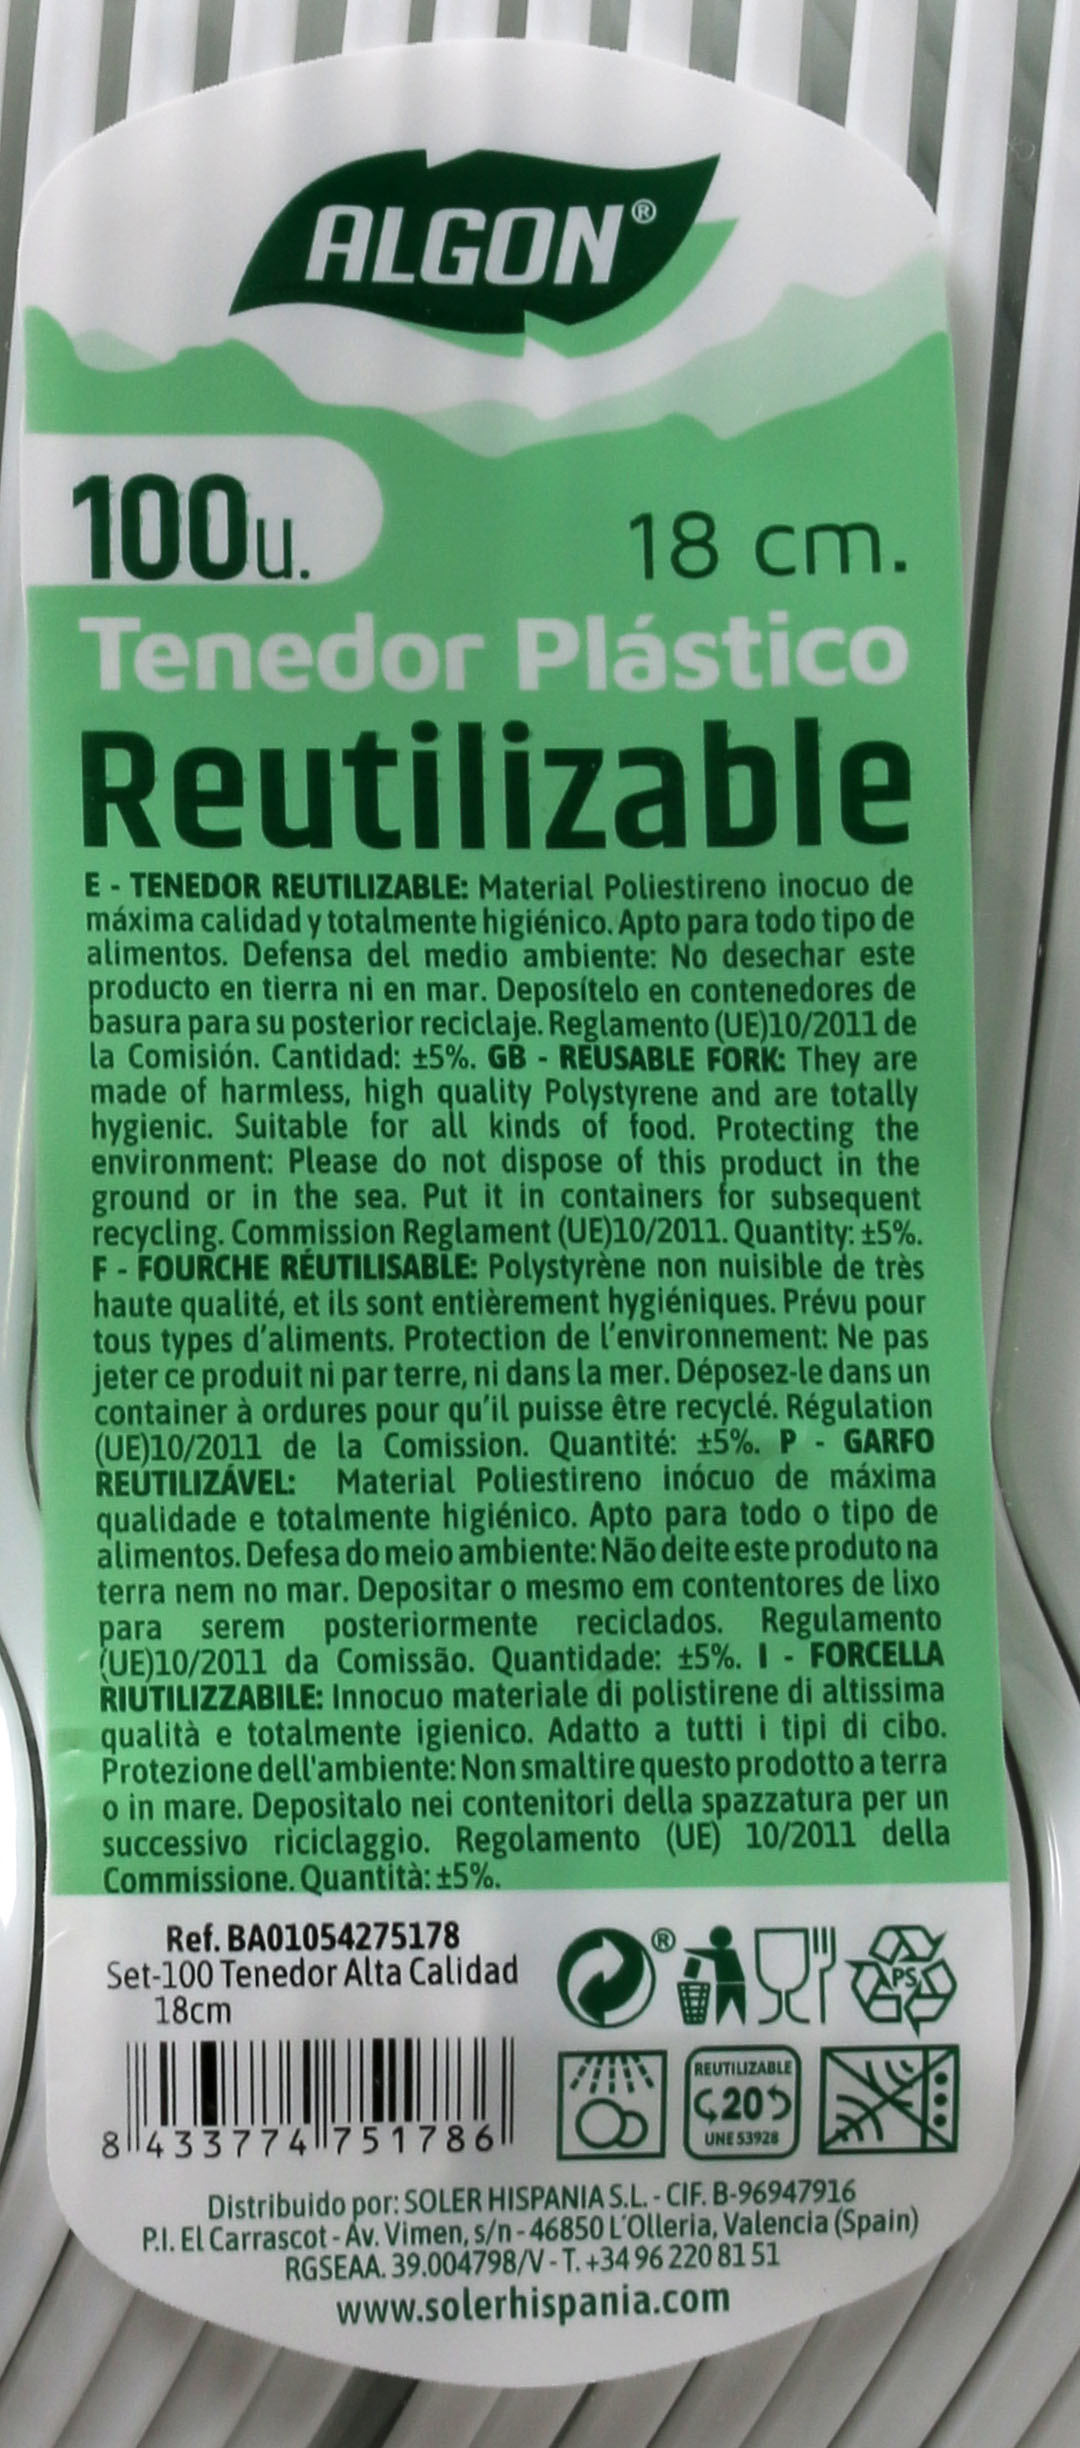 ALGON®
100u.
18 cm.
Tenedor Plástico
Reutilizable
E - TENEDOR REUTILIZABLE: Material Poliestireno inocuo de
máxima calidad y totalmente higiénico. Apto para todo tipo de
alimentos. Defensa del medio ambiente: No desechar este
producto en tierra ni en mar. Deposítelo en contenedores de
basura para su posterior reciclaje. Reglamento (UE)10/2011 de
la Comisión. Cantidad: ±5%. GB - REUSABLE FORK: They are
made of harmless, high quality Polystyrene and are totally
hygienic. Suitable for all kinds of food. Protecting the
environment: Please do not dispose of this product in the
ground or in the sea. Put it in containers for subsequent
recycling. Commission Reglament (UE)10/2011. Quantity: ±5%.
F - FOURCHE RÉUTILISABLE: Polystyrène non nuisible de très
haute qualité, et ils sont entièrement hygiéniques. Prévu pour
tous types d'aliments. Protection de l'environnement: Ne pas
jeter ce produit ni par terre, ni dans la mer. Déposez-le dans un
container à ordures pour qu'il puisse être recyclé. Régulation
(UE)10/2011 de la Comission. Quantité: ±5%. P - GARFO
REUTILIZÁVEL: Material Poliestireno inócuo de máxima
qualidade e totalmente higiénico. Apto para todo o tipo de
alimentos. Defesa do meio ambiente: Não deite este produto na
terra nem no mar. Depositar o mesmo em contentores de lixo
para serem posteriormente reciclados. Regulamento
(UE)10/2011 da Comissão. Quantidade: ±5%. I - FORCELLA
RIUTILIZZABILE: Innocuo materiale di polistirene di altissima
qualità e totalmente igienico. Adatto a tutti i tipi di cibo.
Protezione dell'ambiente: Non smaltire questo prodotto a terra
o in mare. Depositalo nei contenitori della spazzatura per un
successivo riciclaggio. Regolamento (UE) 10/2011 della
Commissione. Quantità: ±5%.
Ref. BA01054275178
Set-100 Tenedor Alta Calidad
18cm
®
PS
REUTILIZABLE
20
UNE 53928
8 433774 751786
Distribuido por: SOLER HISPANIA S.L. - CIF. B-96947916
P.I. El Carrascot - Av. Vimen, s/n - 46850 L'Olleria, Valencia (Spain)
RGSEAA. 39.004798/V - T. +34 96 220 81 51
www.solerhispania.com